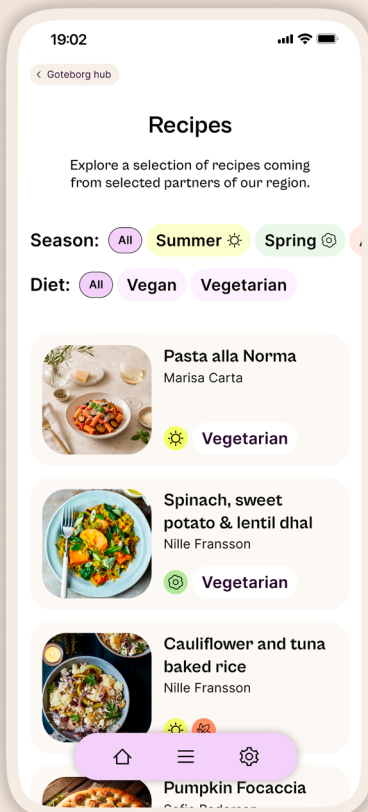 19:02
Goteborg hub
Recipes
Explore a selection of recipes coming
from selected partners of our region.
Season: All Summer Spring
Diet: All Vegan Vegetarian
Pasta alla Norma
Marisa Carta
Vegetarian
Spinach, sweet
potato & lentil dhal
Nille Fransson
Vegetarian
Cauliflower and tuna
baked rice
Nille Fransson
Pumpkin Focaccia